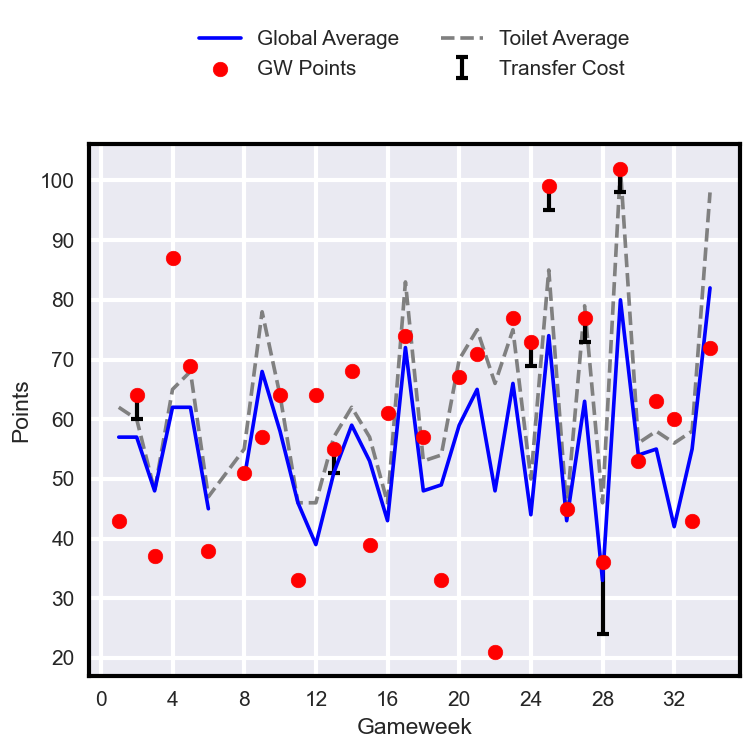 Global Average
Toilet Average
GW Points
Transfer Cost
100
90
80
70
60
50
40
30
20
Points
0 4 8 12 16 20 24 28 32
Gameweek